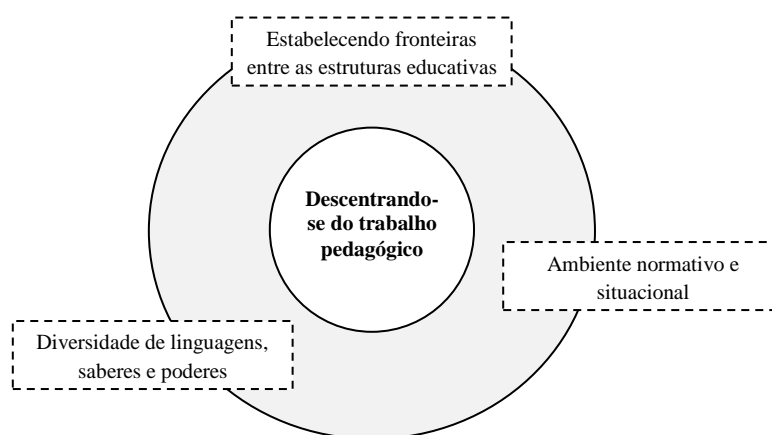 Estabelecendo fronteiras
entre as estruturas educativas
Descentrando-
se do trabalho
pedagógico
Ambiente normativo e
situacional
Diversidade de linguagens,
saberes e poderes